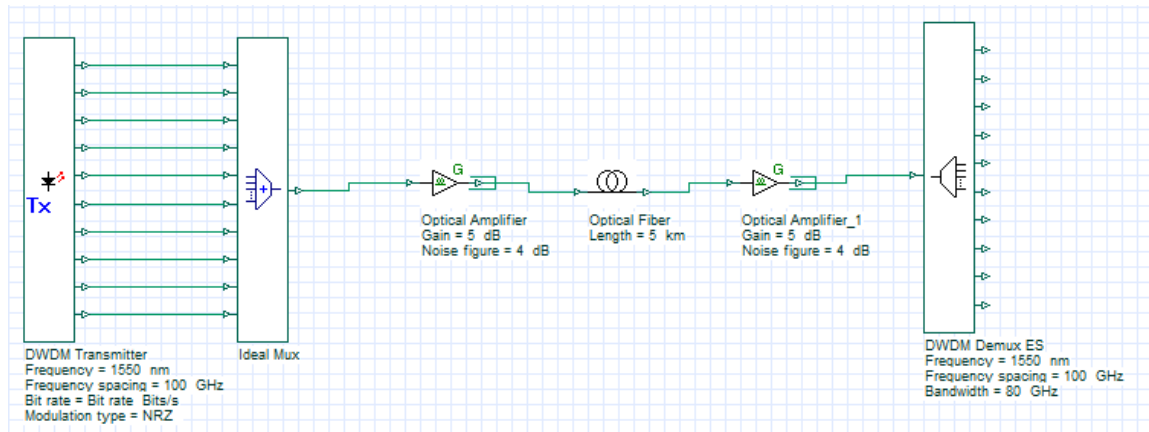 Tx
DWDM Transmitter
Frequency = 1550 nm
Frequency spacing = 100 GHz
Bit rate = Bit rate Bits/s
Modulation type = NRZ
Ideal Mux
G
Optical Amplifier
Gain = 5 dB
Noise figure = 4 dB
Optical Fiber
Length = 5 km
G
Optical Amplifier_1
Gain = 5 dB
Noise figure = 4 dB
DWDM Demux ES
Frequency = 1550 nm
Frequency spacing = 100 GHz
Bandwidth = 80 GHz